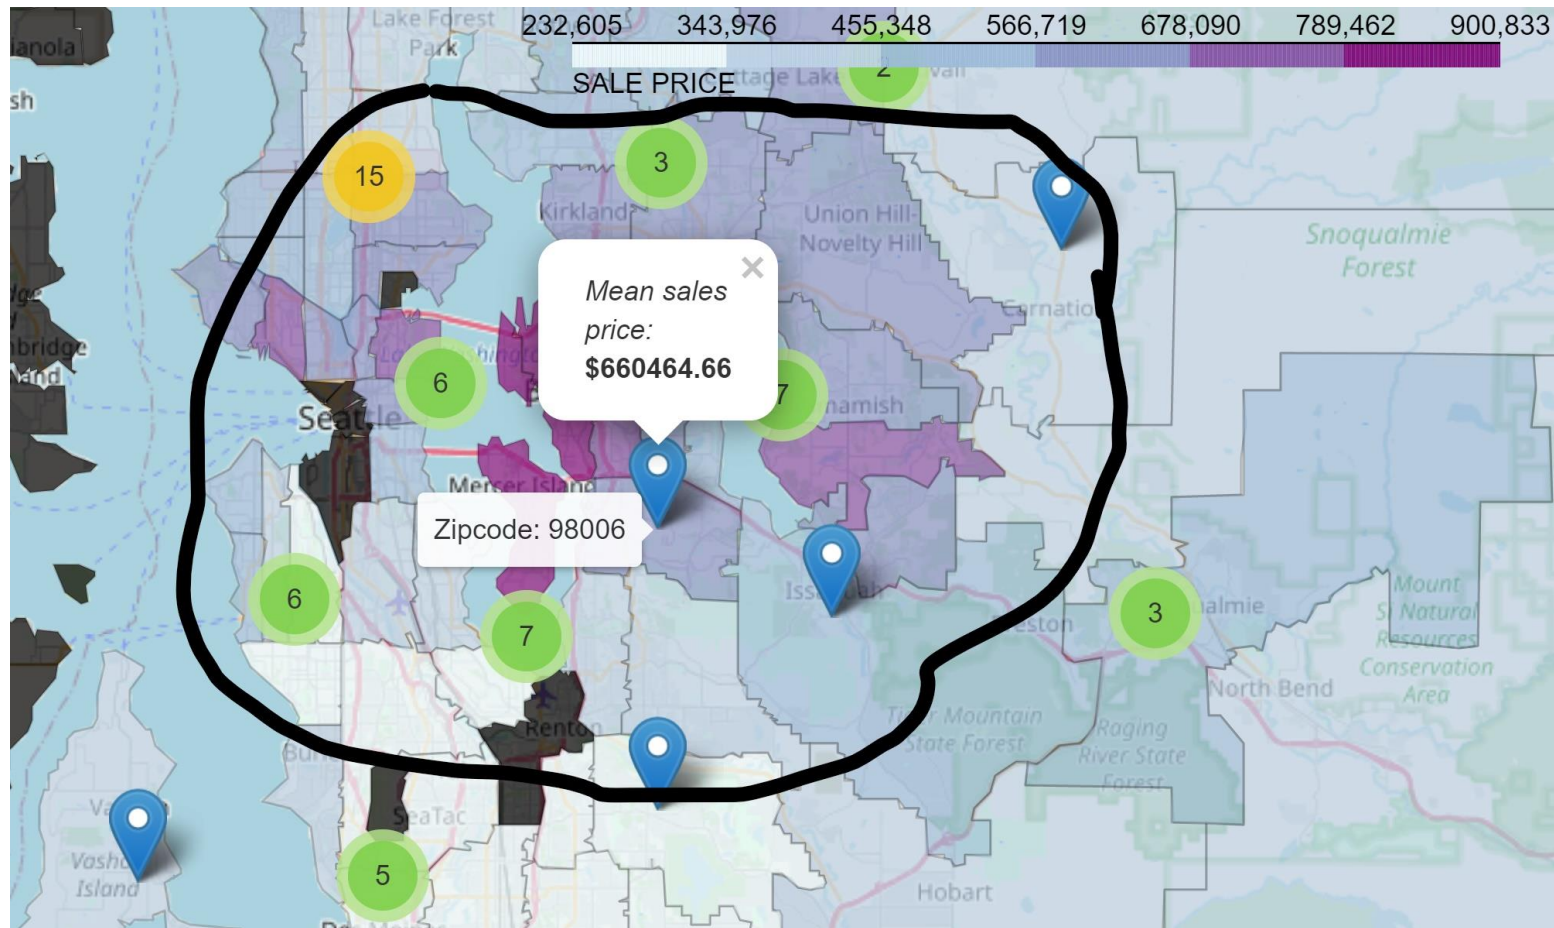 232,605 343,976 455,348 566,719 678,090 789,462 900,833
SALE PRICE
Lake Forest
Park
ttage Lake
2
15
3
Kirkland
Union Hill-
Novelty Hill
Snoqualmie
Forest
Mean sales
price:
$660464.66
6
7
Seattle
Mercer Island
Zipcode: 98006
6
7
3
Mount
Si Natural
Resources
Conservation
Area
North Bend
Renton
Tiger Mountain
State Forest
Raging
River State
Forest
SeaTac
Vashon
Island
5
Hobart